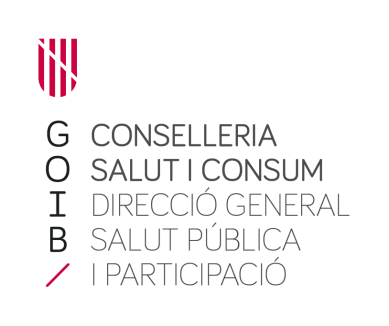 G CONSELLERIA
O SALUT I CONSUM
I DIRECCIÓ GENERAL
B SALUT PÚBLICA
/ I PARTICIPACIÓ